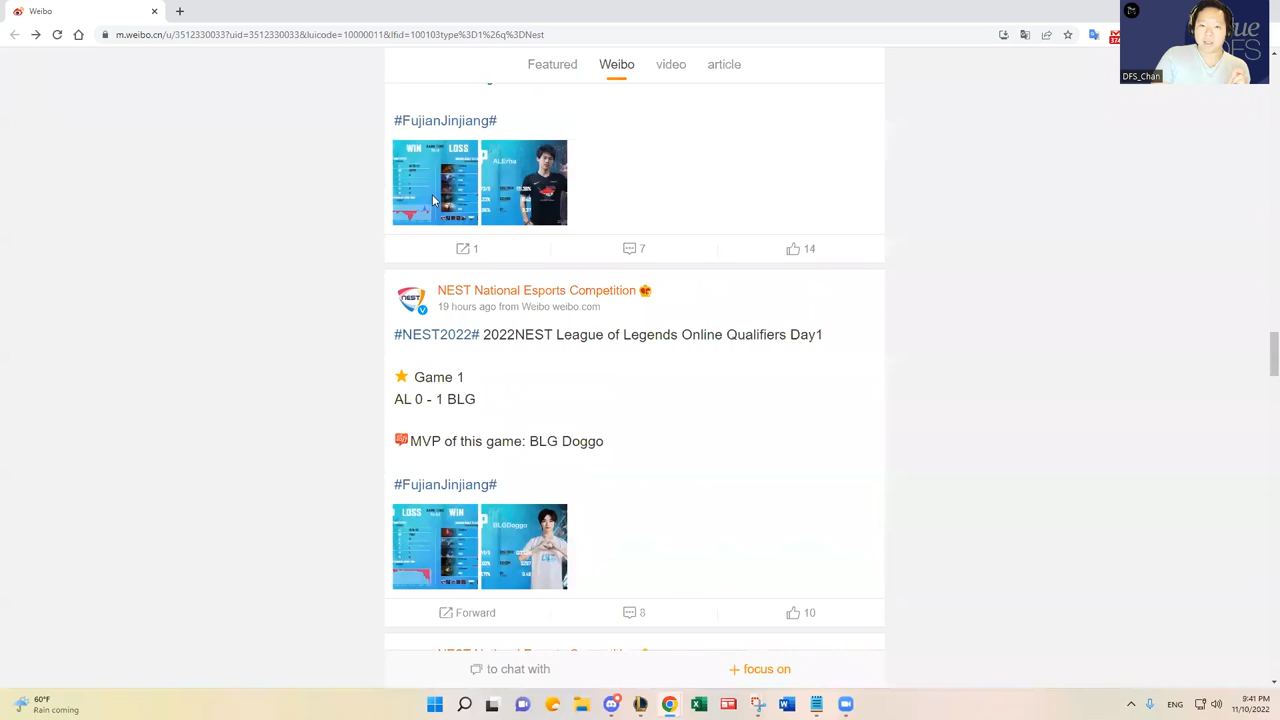 Weibo
m.weibo.cn/u/3512330033?uid=3512330033&luicode=10000011&lfid=100103type%3D1%26q%3DNest
DFS_Chan
Featured
Weibo
video
article
#FujianJinjiang#
WIN
LOSS
ALErha
1
7
14
NEST National Esports Competition
19 hours ago from Weibo weibo.com
#NEST2022# 2022NEST League of Legends Online Qualifiers Day1
Game 1
AL 0 - 1 BLG
MVP of this game: BLG Doggo
#FujianJinjiang#
LOSS
WIN
BLGDoggo
Forward
8
10
to chat with
focus on
60°F
Rain coming
ENG
9:41 PM
11/10/2022